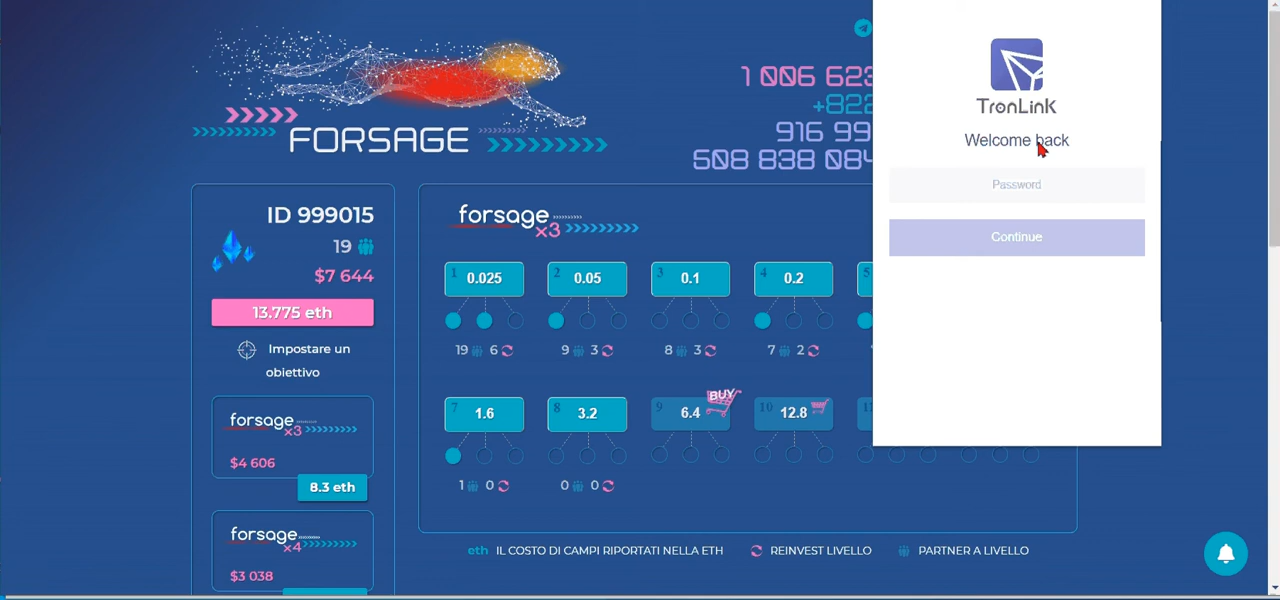 FORSAGE
1 006 623
+822
916 99
508 838 084
ID 999015
19
$7 644
13.775 eth
Impostare un
obiettivo
forsage
x3
$4 606
8.3 eth
forsage
x4
$3 038
forsage
x3
1 0.025
2 0.05
3 0.1
4 0.2
5
19 6
9 3
8 3
7 2
BUY
7 1.6
8 3.2
9 6.4
10 12.8
11
1 0
0 0
eth IL COSTO DI CAMPI RIPORTATI NELLA ETH
REINVEST LIVELLO
PARTNER A LIVELLO
TronLink
Welcome back
Password
Continue